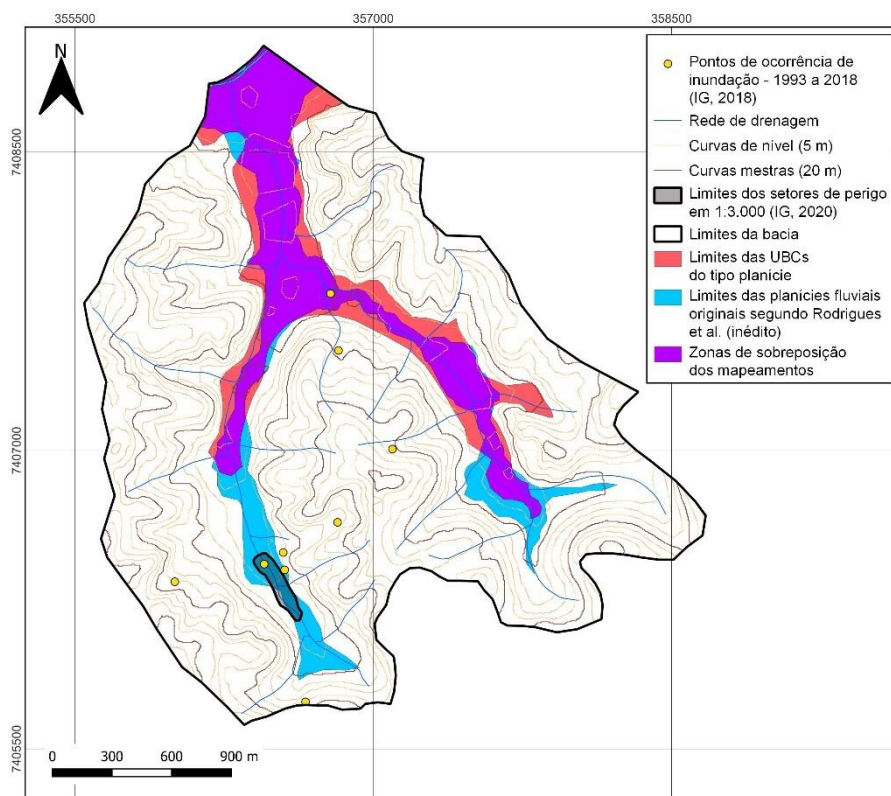 355500
357000
358500
N
7408500
7407000
7405500
Pontos de ocorrência de
inundação - 1993 a 2018
(IG, 2018)
Rede de drenagem
Curvas de nível (5 m)
Curvas mestras (20 m)
Limites dos setores de perigo
em 1:3.000 (IG, 2020)
Limites da bacia
Limites das UBCs
do tipo planície
Limites das planícies fluviais
originais segundo Rodrigues
et al. (inédito)
Zonas de sobreposição
dos mapeamentos
0 300 600 900 m